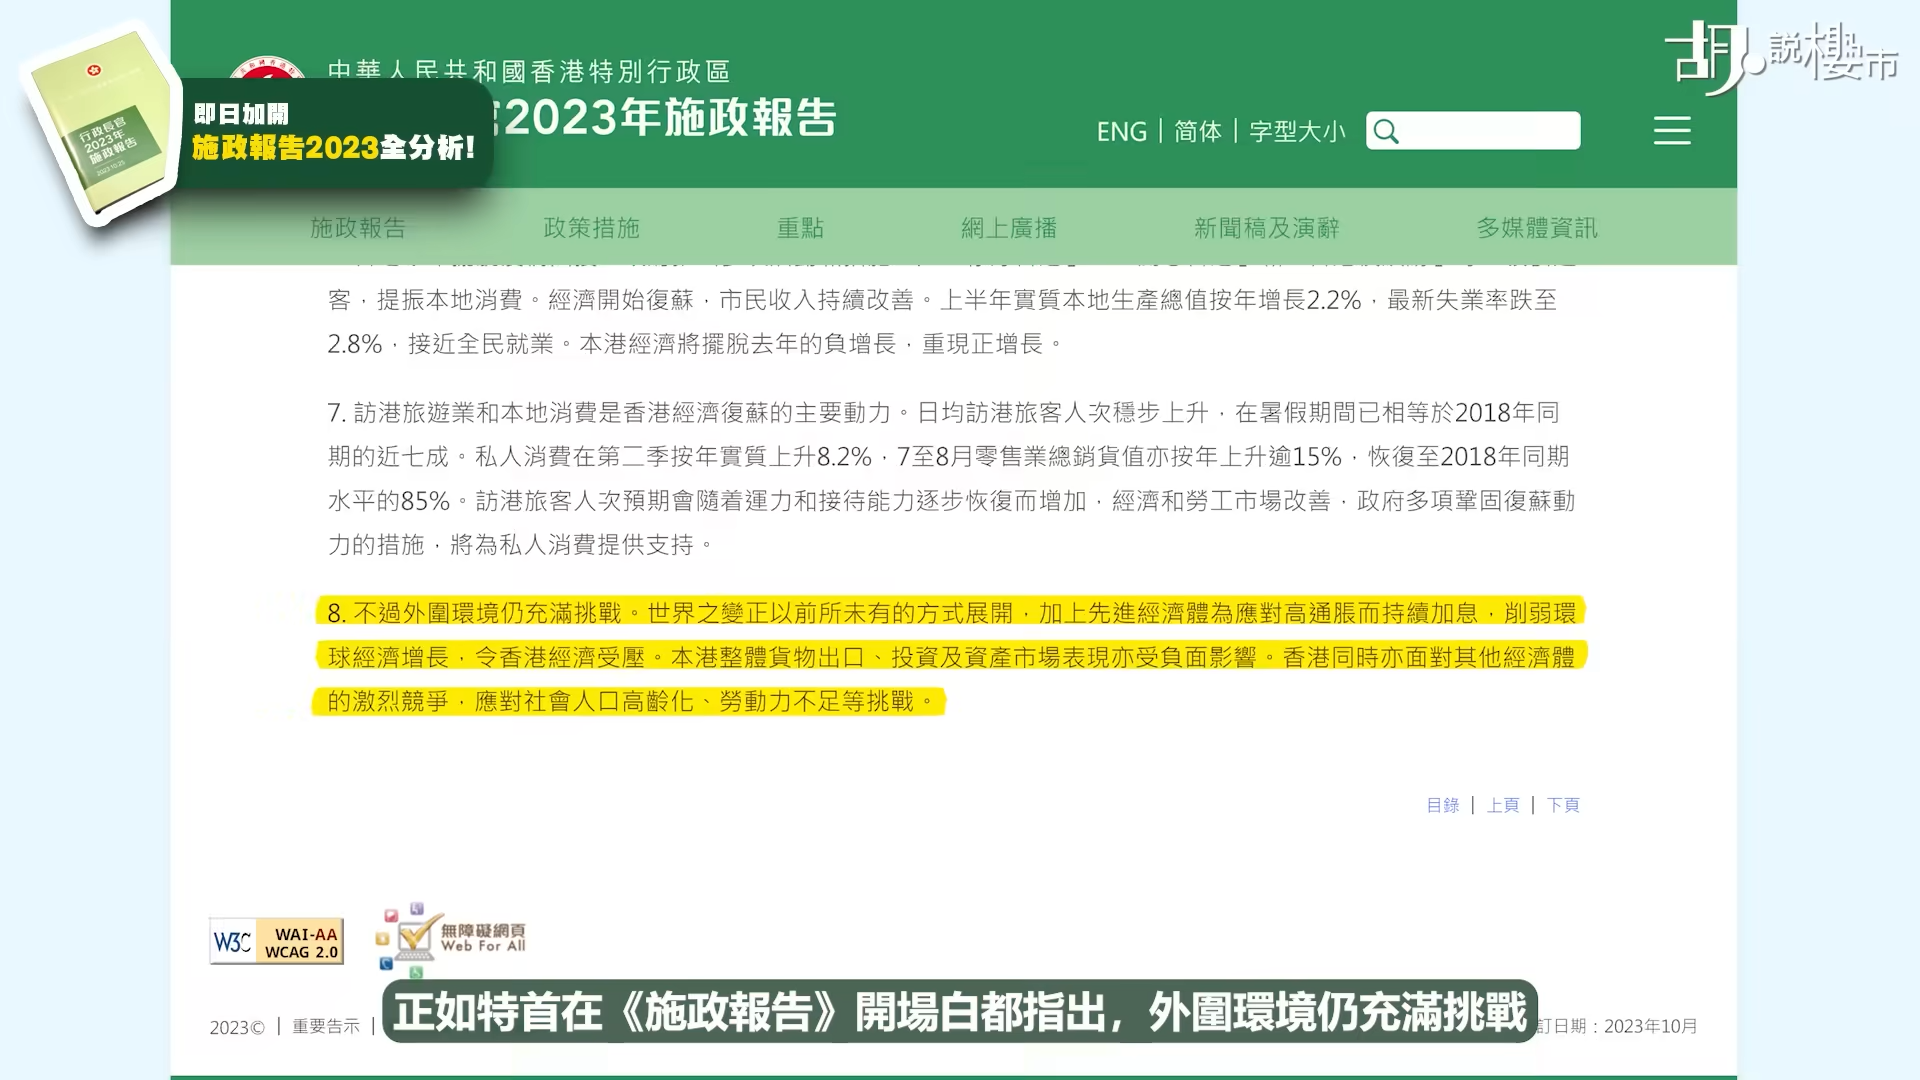 胡.說樓市
行政長官
2023年
施政報告
2023.10.25
即日加開
施政報告2023全分析!
中華人民共和國香港特別行政區
2023年施政報告
ENG | 简体 | 字型大小
施政報告 政策措施 重點 網上廣播 新聞稿及演辭 多媒體資訊
客，提振本地消費。經濟開始復蘇，市民收入持續改善。上半年實質本地生產總值按年增長2.2%，最新失業率跌至
2.8%，接近全民就業。本港經濟將擺脫去年的負增長，重現正增長。
7. 訪港旅遊業和本地消費是香港經濟復蘇的主要動力。日均訪港旅客人次穩步上升，在暑假期間已相等於2018年同
期的近七成。私人消費在第二季按年實質上升8.2%，7至8月零售業總銷貨值亦按年上升逾15%，恢復至2018年同期
水平的85%。訪港旅客人次預期會隨着運力和接待能力逐步恢復而增加，經濟和勞工市場改善，政府多項鞏固復蘇動
力的措施，將為私人消費提供支持。
8. 不過外圍環境仍充滿挑戰。世界之變正以前所未有的方式展開，加上先進經濟體為應對高通脹而持續加息，削弱環
球經濟增長，令香港經濟受壓。本港整體貨物出口、投資及資產市場表現亦受負面影響。香港同時亦面對其他經濟體
的激烈競爭，應對社會人口高齡化、勞動力不足等挑戰。
目錄 | 上頁 | 下頁
W3C WAI-AA
WCAG 2.0
無障礙網頁
Web For All
正如特首在《施政報告》開場白都指出，外圍環境仍充滿挑戰
2023© | 重要告示 |
訂日期：2023年10月